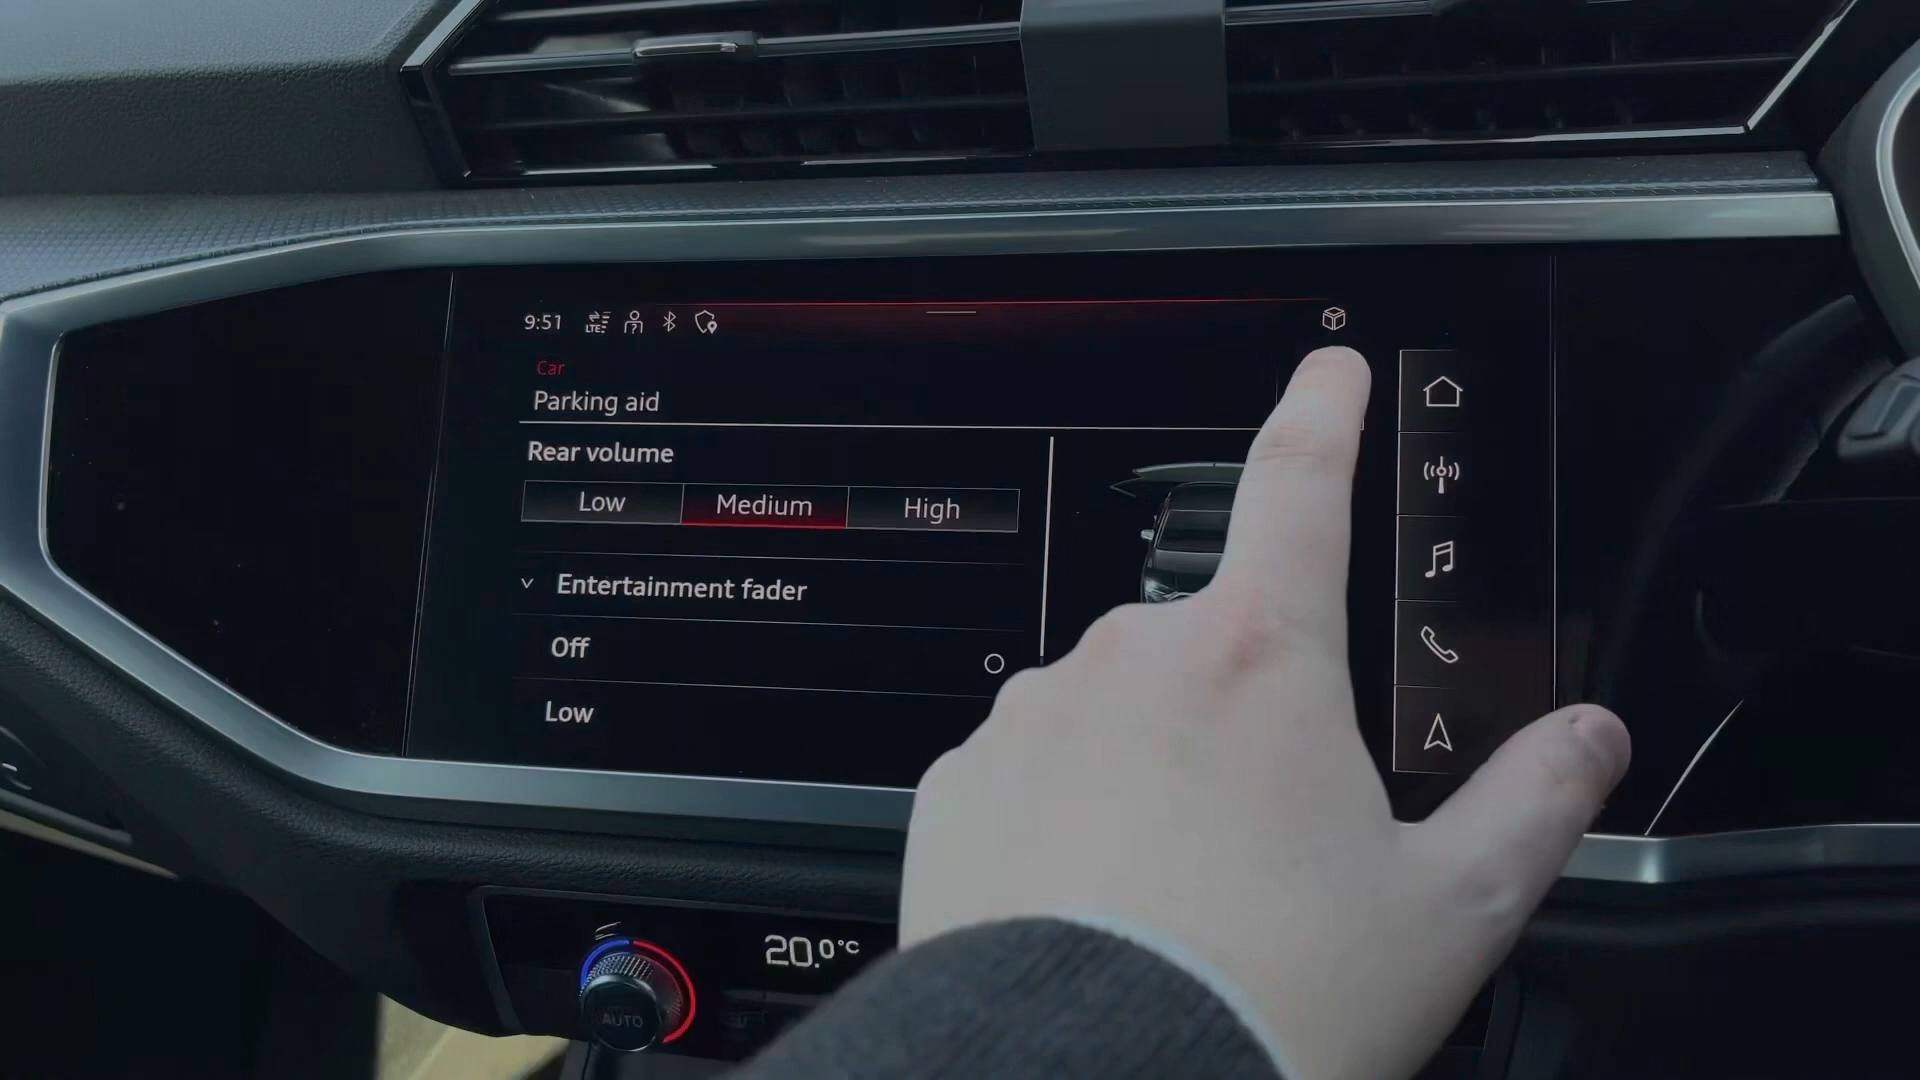 9:51 LTE
Car
Parking aid
Rear volume
Low Medium High
Entertainment fader
Off
Low
20.0°C
AUTO